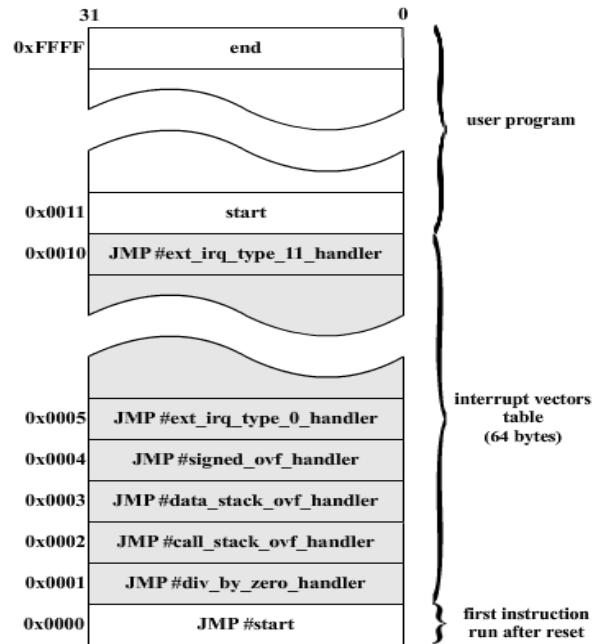 31 0
0xFFFF end
user program
0x0011 start
0x0010 JMP #ext_irq_type_11_handler
interrupt vectors
table
(64 bytes)
0x0005 JMP #ext_irq_type_0_handler
0x0004 JMP #signed_ovf_handler
0x0003 JMP #data_stack_ovf_handler
0x0002 JMP #call_stack_ovf_handler
0x0001 JMP #div_by_zero_handler
0x0000 JMP #start
first instruction
run after reset